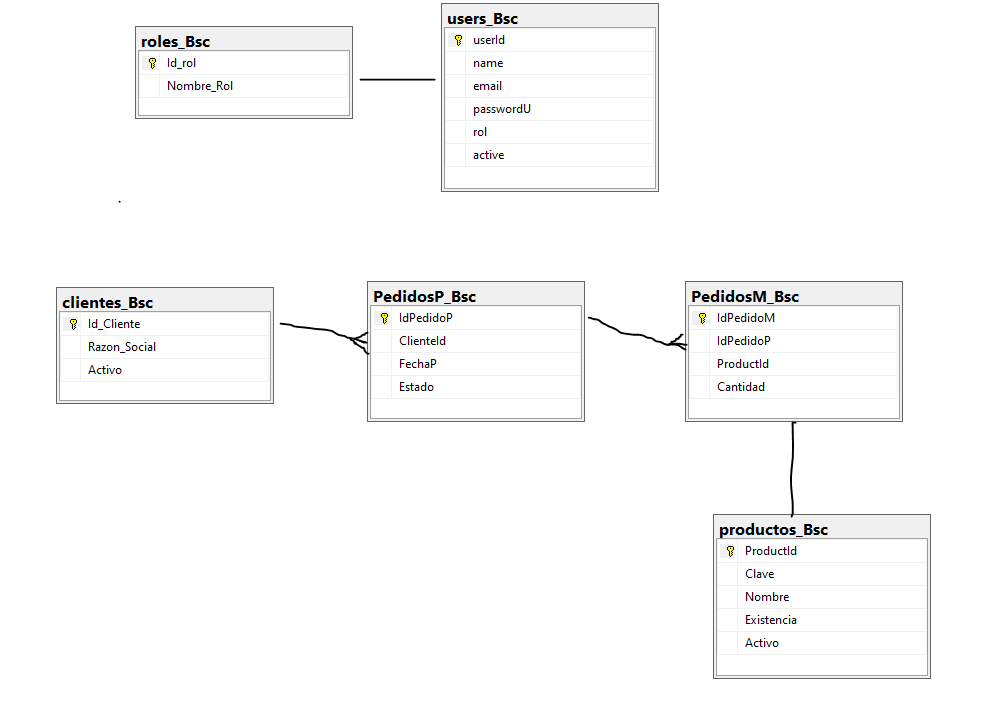 roles_Bsc
Id_rol
Nombre_Rol
users_Bsc
userId
name
email
passwordU
rol
active
clientes_Bsc
Id_Cliente
Razon_Social
Activo
PedidosP_Bsc
IdPedidoP
ClienteId
FechaP
Estado
PedidosM_Bsc
IdPedidoM
IdPedidoP
ProductId
Cantidad
productos_Bsc
ProductId
Clave
Nombre
Existencia
Activo